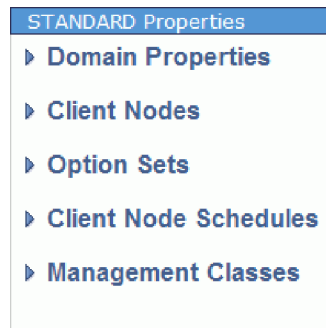 STANDARD Properties
Domain Properties
Client Nodes
Option Sets
Client Node Schedules
Management Classes